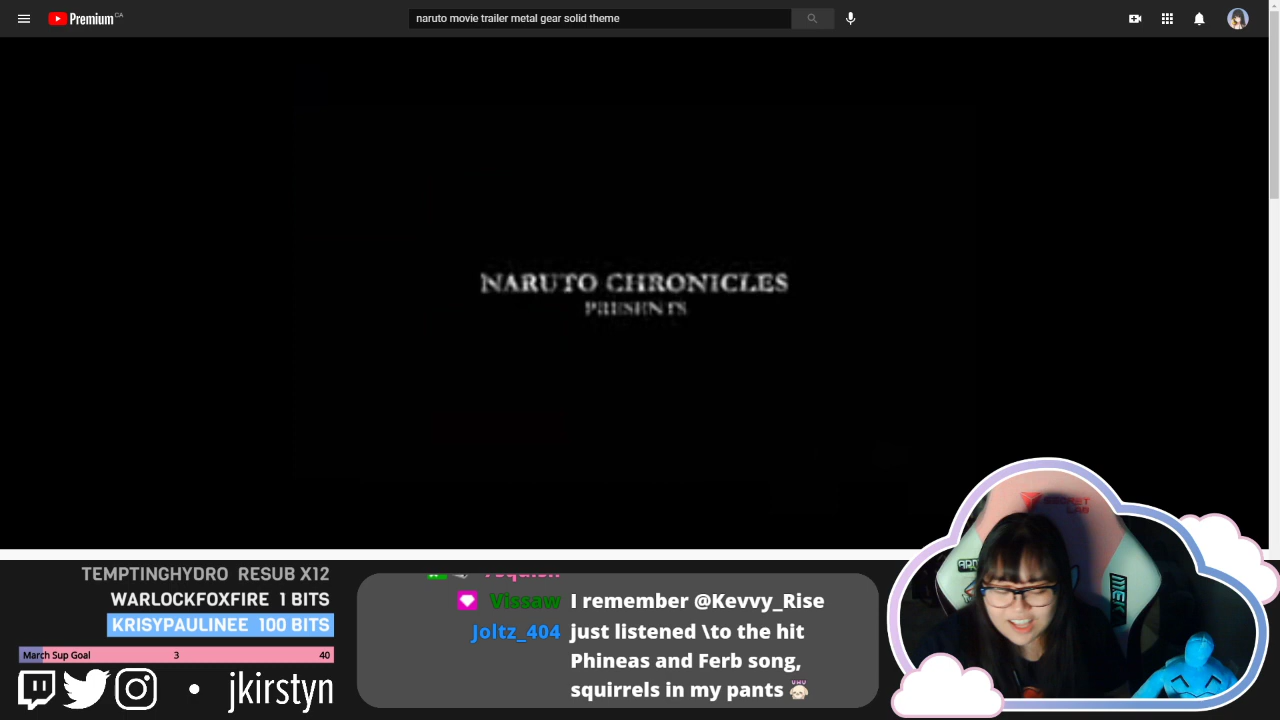 Premium CA
naruto movie trailer metal gear solid theme
NARUTO CHRONICLES
PRESENTS
TEMPTINGHYDRO RESUB X12
WARLOCKFOXFIRE 1 BITS
KRISYPAULINEE 100 BITS
March Sup Goal 3 40
jkirstyn
Vissaw I remember @Kevvy_Rise
Joltz_404 just listened \to the hit
Phineas and Ferb song,
squirrels in my pants